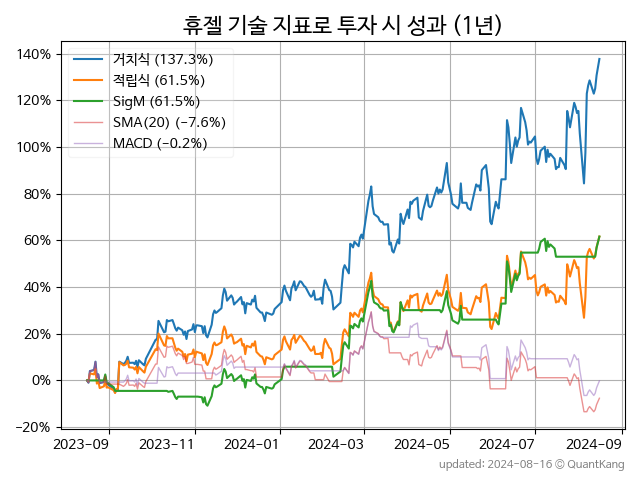 휴젤 기술 지표로 투자 시 성과 (1년)
140%
120%
100%
80%
60%
40%
20%
0%
−20%
거치식 (137.3%)
적립식 (61.5%)
SigM (61.5%)
SMA(20) (−7.6%)
MACD (−0.2%)
2023-09
2023-11
2024-01
2024-03
2024-05
2024-07
2024-09
updated: 2024-08-16 © QuantKang